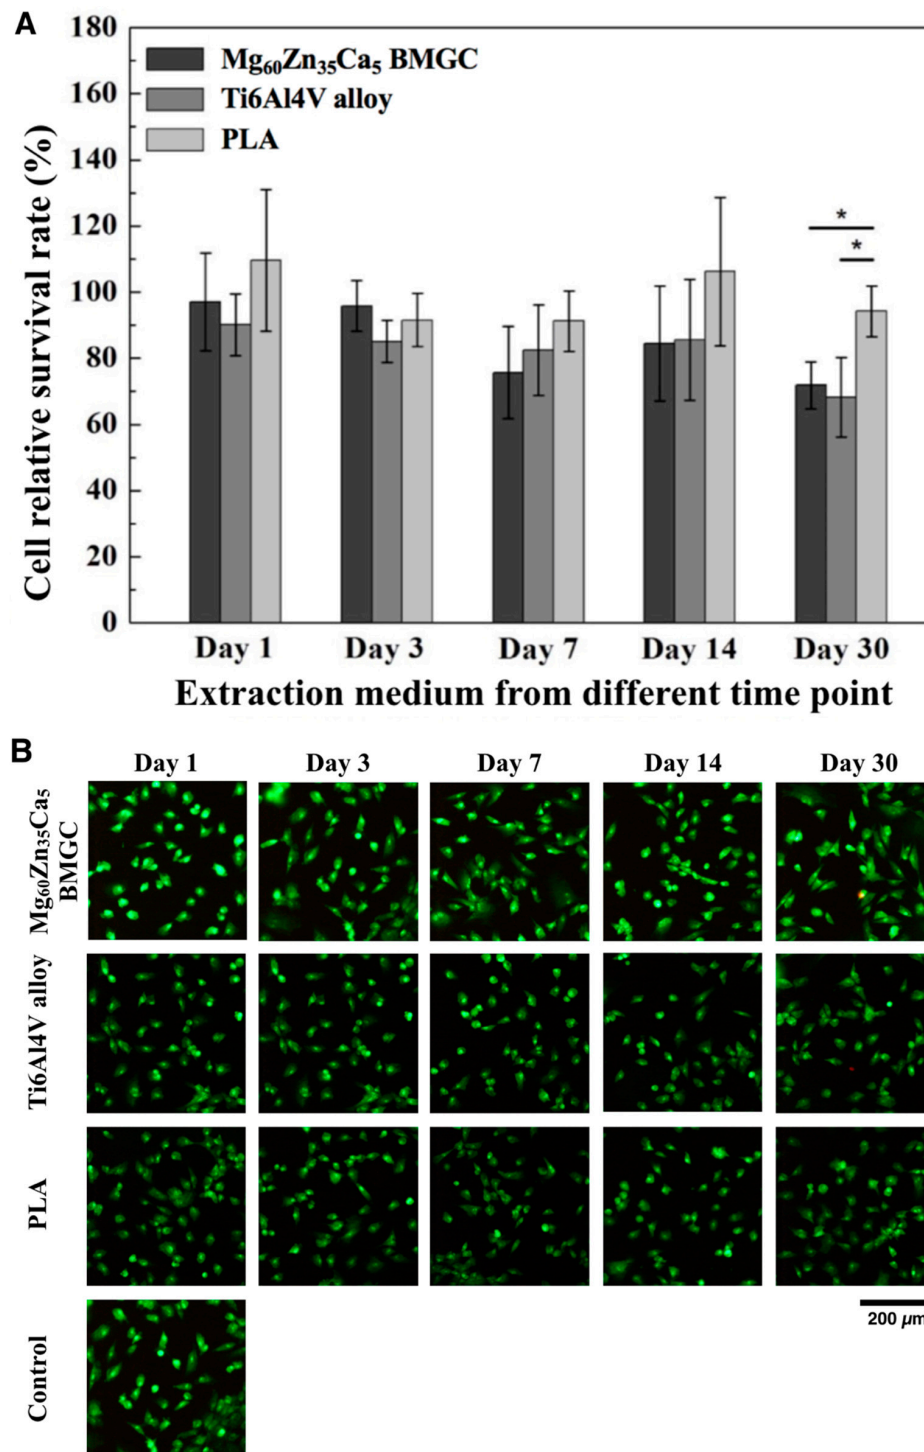 A
180
160
140
120
100
80
60
40
20
0
Cell relative survival rate (%)
Mg₆₀Zn₃₅Ca₅ BMGC
Ti6Al4V alloy
PLA
*
*
Day 1 Day 3 Day 7 Day 14 Day 30
Extraction medium from different time point
B
Day 1 Day 3 Day 7 Day 14 Day 30
Mg₆₀Zn₃₅Ca₅
BMGC
Ti6Al4V alloy
PLA
Control
200 µm